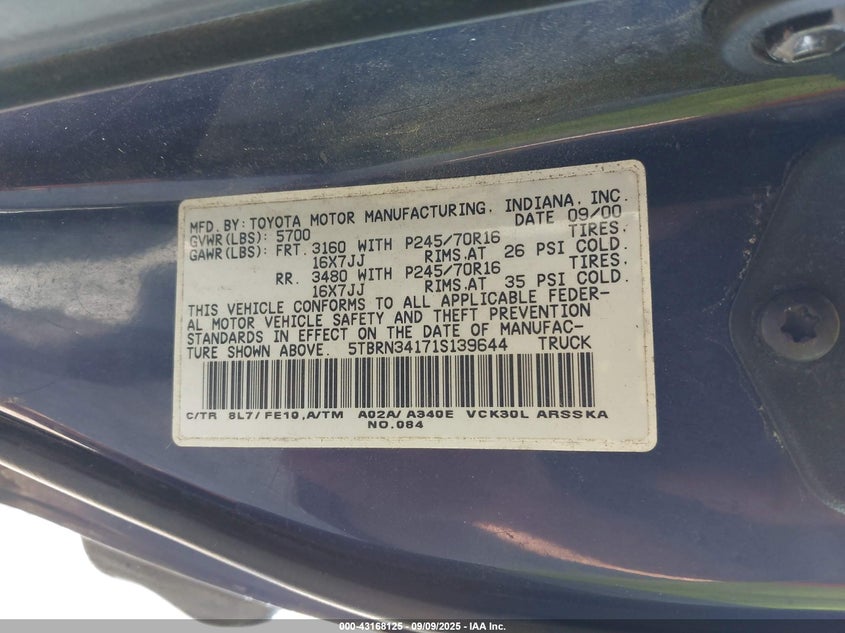 MFD. BY: TOYOTA MOTOR MANUFACTURING, INDIANA, INC.
GVWR(LBS): 5700 DATE 09/00
GAWR(LBS): FRT. 3160 WITH P245/70R16 TIRES,
16X7JJ RIMS,AT 26 PSI COLD.
RR. 3480 WITH P245/70R16 TIRES,
16X7JJ RIMS,AT 35 PSI COLD.
THIS VEHICLE CONFORMS TO ALL APPLICABLE FEDER-
AL MOTOR VEHICLE SAFETY AND THEFT PREVENTION
STANDARDS IN EFFECT ON THE DATE OF MANUFAC-
TURE SHOWN ABOVE. 5TBRN34171S139644 TRUCK
C/TR 8L7/FE10,A/TM A02A/A340E VCK30L ARSSKA
NO.084
000-43168125 - 09/09/2025 - IAA Inc.